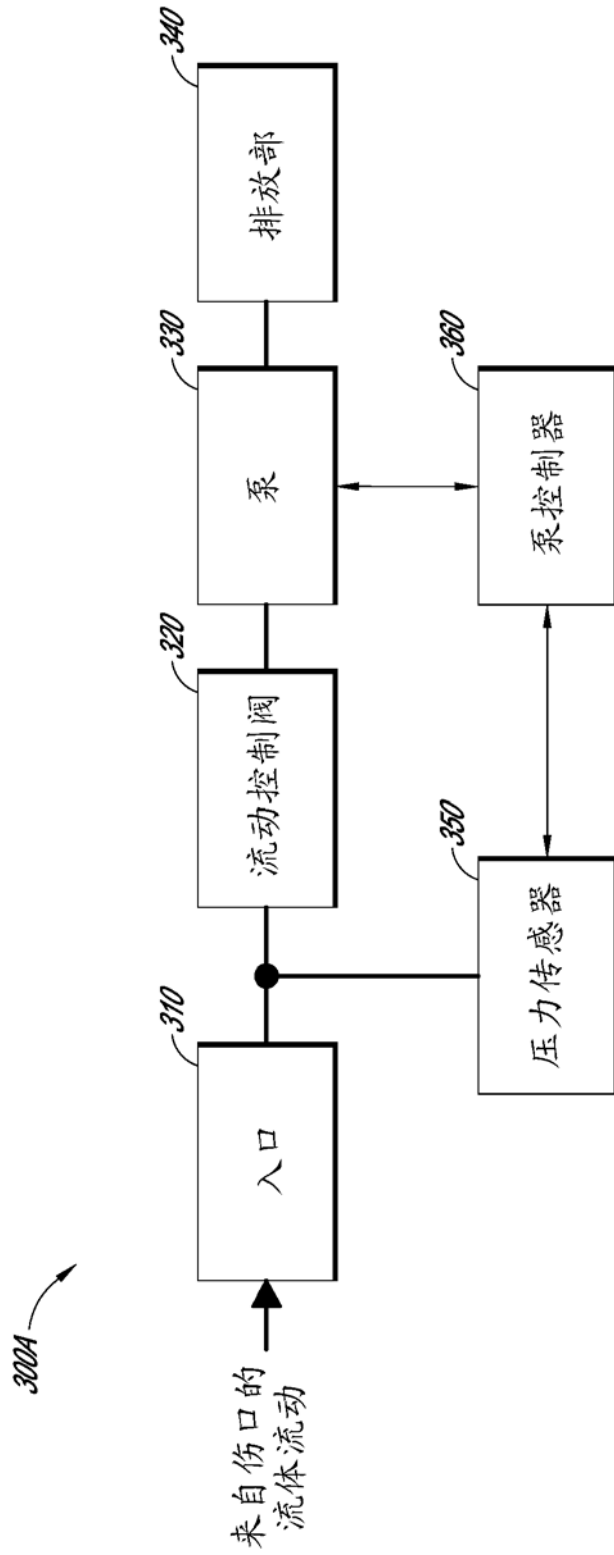 300A
来自伤口的
流体流动
310
入口
320
流动控制阀
330
泵
340
排放部
350
压力传感器
360
泵控制器